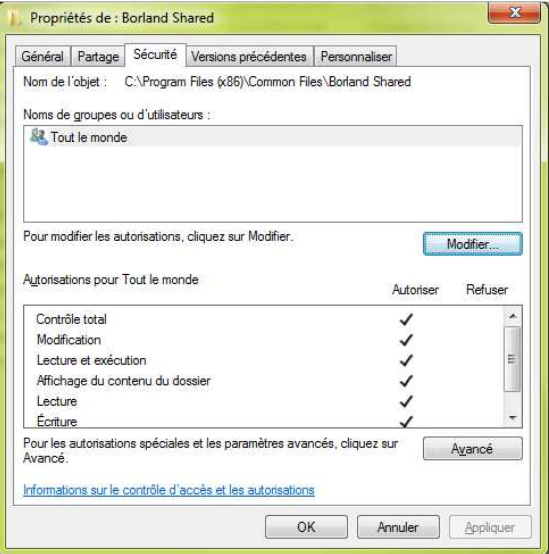 Propriétés de : Borland Shared
Général Partage Sécurité Versions précédentes Personnaliser
Nom de l'objet : C:\Program Files (x86)\Common Files\Borland Shared
Noms de groupes ou d'utilisateurs :
Tout le monde
Pour modifier les autorisations, cliquez sur Modifier.
Modifier...
Autorisations pour Tout le monde
Autoriser Refuser
Contrôle total
Modification
Lecture et exécution
Affichage du contenu du dossier
Lecture
Écriture
Pour les autorisations spéciales et les paramètres avancés, cliquez sur
Avancé.
Avancé
Informations sur le contrôle d'accès et les autorisations
OK Annuler Appliquer